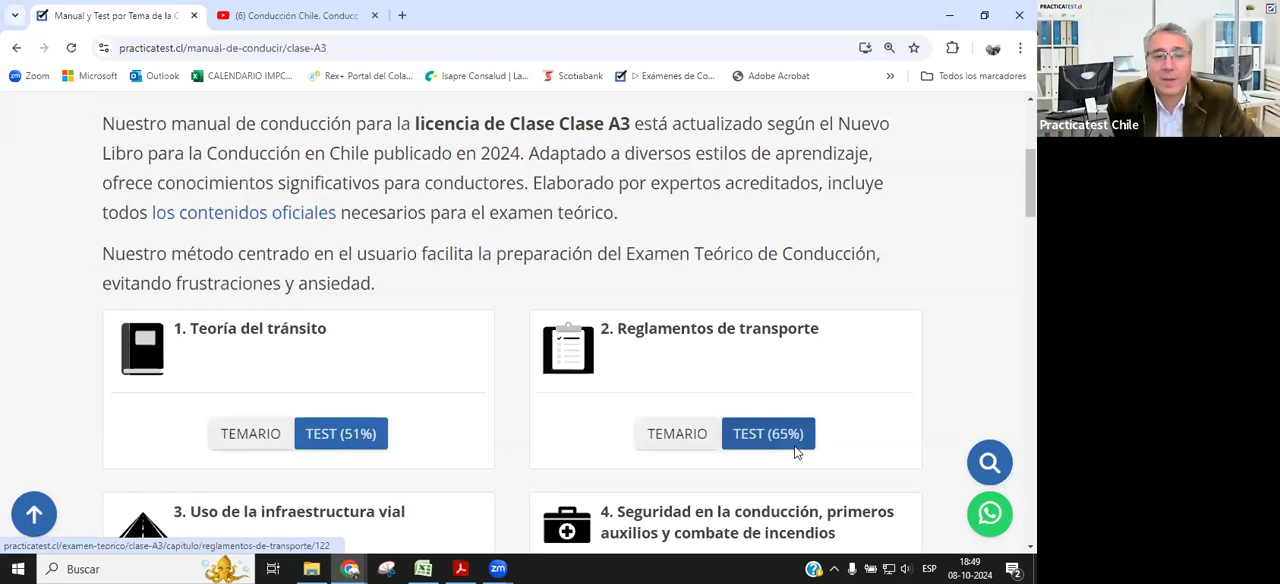 Manual y Test por Tema de la C
(6) Conducción Chile. Con
practicatest.cl/manual-de-conducir/clase-A3
Zoom
Microsoft
Outlook
CALENDARIO IMPC...
Rex+ Portal del Cola...
Isapre Consalud | La...
Scotiabank
▷ Exámenes de Co...
Adobe Acrobat
»
Todos los marcadores
PRACTICATEST.cl
Practicatest Chile
Nuestro manual de conducción para la licencia de Clase Clase A3 está actualizado según el Nuevo
Libro para la Conducción en Chile publicado en 2024. Adaptado a diversos estilos de aprendizaje,
ofrece conocimientos significativos para conductores. Elaborado por expertos acreditados, incluye
todos los contenidos oficiales necesarios para el examen teórico.
Nuestro método centrado en el usuario facilita la preparación del Examen Teórico de Conducción,
evitando frustraciones y ansiedad.
1. Teoría del tránsito
TEMARIO
TEST (51%)
2. Reglamentos de transporte
TEMARIO
TEST (65%)
3. Uso de la infraestructura vial
4. Seguridad en la conducción, primeros
auxilios y combate de incendios
practicatest.cl/examen-teorico/clase-A3/capitulo/reglamentos-de-transporte/122
Buscar
ESP
18:49
08-10-2024
2